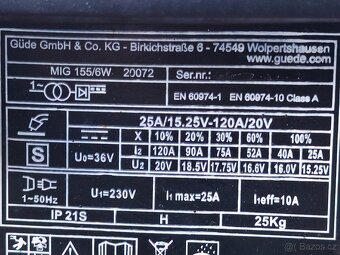 Güde GmbH & Co. KG - Birkichstraße 6 - 74549 Wolpertshausen
www.guede.com
MIG 155/6W 20072
Ser.nr.:
1~
EN 60974-1 EN 60974-10 Class A
25A/15.25V-120A/20V
X 10% 20% 30% 60% 100%
S U₀=36V I2 120A 90A 75A 52A 40A 25A
U2 20V 18.5V 17.75V 16.6V 16.0V 15.25V
1~50Hz U1=230V I1 max=25A I1eff=10A
IP 21S H 25Kg
Bazoš.cz